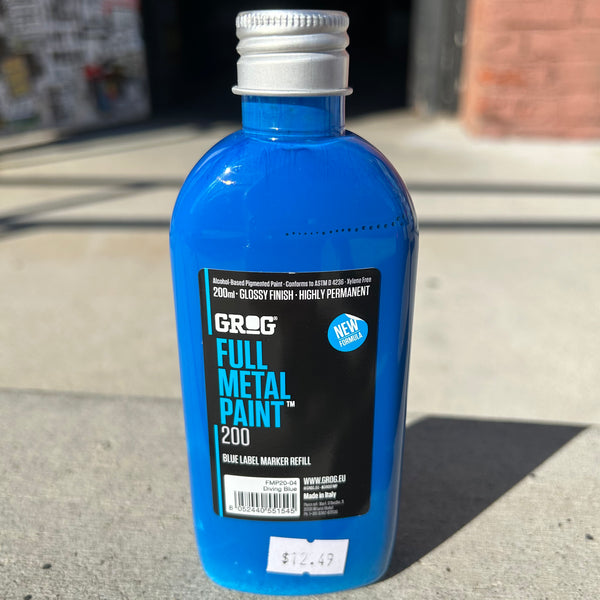 Alcohol-Based Pigmented Paint · Conforms to ASTM D 4236 · Xylene Free
200ml · GLOSSY FINISH · HIGHLY PERMANENT
GROG®
NEW
FORMULA
FULL
METAL
PAINT™
200
BLUE LABEL MARKER REFILL
FMP20-04
Diving Blue
8 052440 551545
WWW.GROG.EU
Made in Italy
$12.49